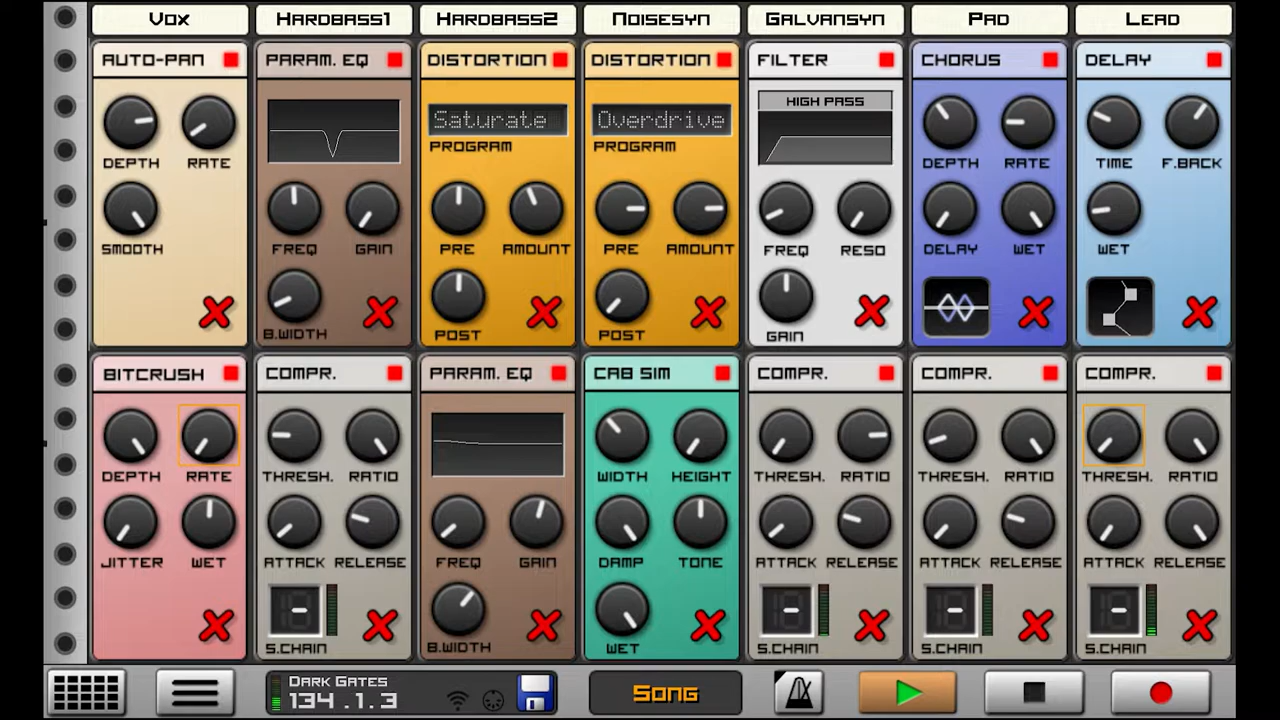 Vox HardBass1 HardBass2 NoiseSyn GalvanSyn Pad Lead
AUTO-PAN PARAM. EQ DISTORTION DISTORTION FILTER CHORUS DELAY
HIGH PASS
Saturate Overdrive
PROGRAM PROGRAM
DEPTH RATE DEPTH RATE TIME F.BACK
SMOOTH FREQ GAIN PRE AMOUNT PRE AMOUNT FREQ RESO DELAY WET WET
B.WIDTH POST POST GAIN
BITCRUSH COMPR. PARAM. EQ CAB SIM COMPR. COMPR. COMPR.
DEPTH RATE THRESH. RATIO WIDTH HEIGHT THRESH. RATIO THRESH. RATIO THRESH. RATIO
JITTER WET ATTACK RELEASE FREQ GAIN DAMP TONE ATTACK RELEASE ATTACK RELEASE ATTACK RELEASE
S.CHAIN B.WIDTH WET S.CHAIN S.CHAIN S.CHAIN
DARK GATES
134 .1.3
Song